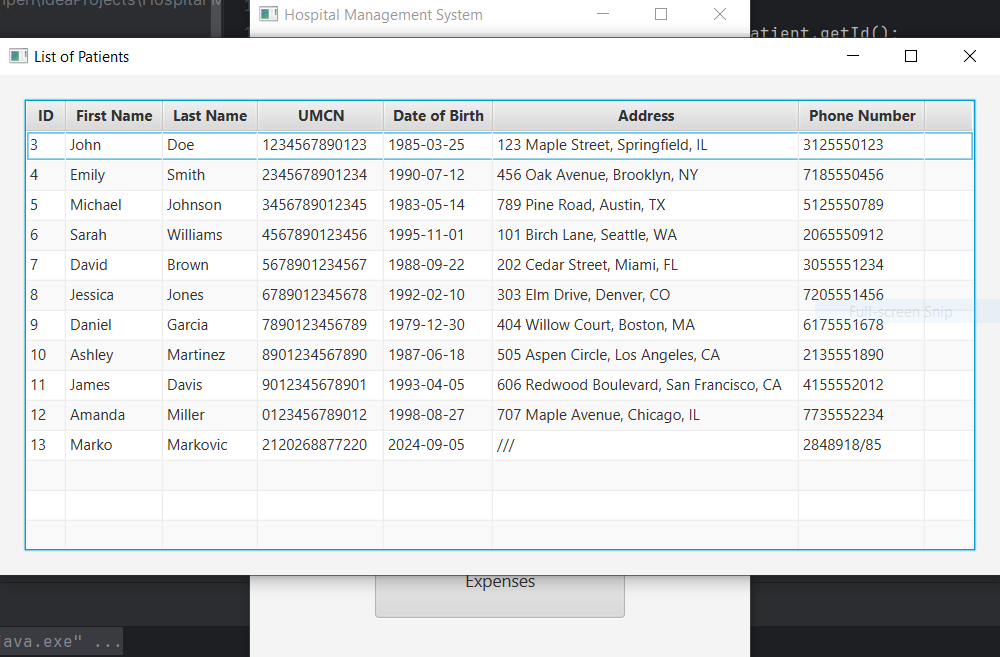 Hospital Management System
atient.getId();
List of Patients
ID First Name Last Name UMCN Date of Birth Address Phone Number
3 John Doe 1234567890123 1985-03-25 123 Maple Street, Springfield, IL 3125550123
4 Emily Smith 2345678901234 1990-07-12 456 Oak Avenue, Brooklyn, NY 7185550456
5 Michael Johnson 3456789012345 1983-05-14 789 Pine Road, Austin, TX 5125550789
6 Sarah Williams 4567890123456 1995-11-01 101 Birch Lane, Seattle, WA 2065550912
7 David Brown 5678901234567 1988-09-22 202 Cedar Street, Miami, FL 3055551234
8 Jessica Jones 6789012345678 1992-02-10 303 Elm Drive, Denver, CO 7205551456
Full-screen Snip
9 Daniel Garcia 7890123456789 1979-12-30 404 Willow Court, Boston, MA 6175551678
10 Ashley Martinez 8901234567890 1987-06-18 505 Aspen Circle, Los Angeles, CA 2135551890
11 James Davis 9012345678901 1993-04-05 606 Redwood Boulevard, San Francisco, CA 4155552012
12 Amanda Miller 0123456789012 1998-08-27 707 Maple Avenue, Chicago, IL 7735552234
13 Marko Markovic 2120268877220 2024-09-05 /// 2848918/85
Expenses
ava.exe" ...